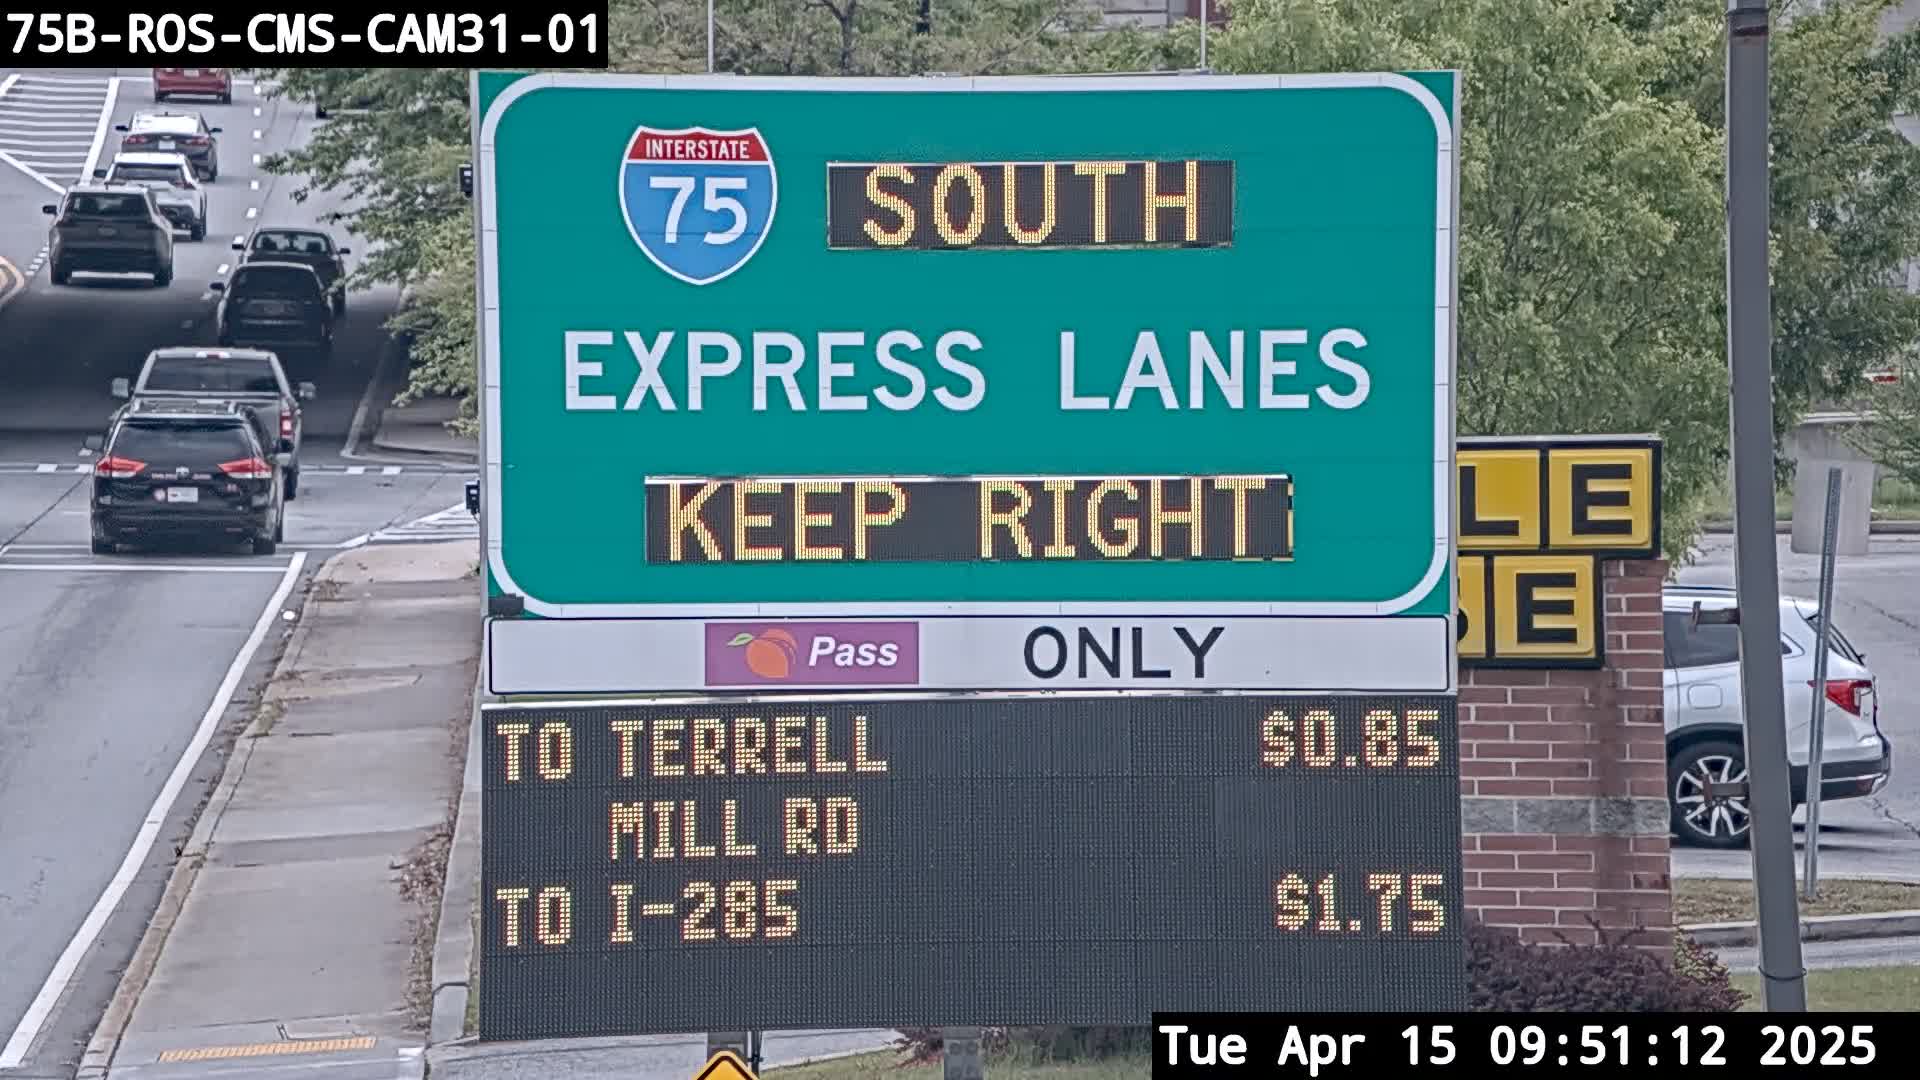 75B-ROS-CMS-CAM31-01
INTERSTATE
75
SOUTH
EXPRESS LANES
KEEP RIGHT
Pass ONLY
TO TERRELL $0.85
MILL RD
TO I-285 $1.75
LE
E
Tue Apr 15 09:51:12 2025